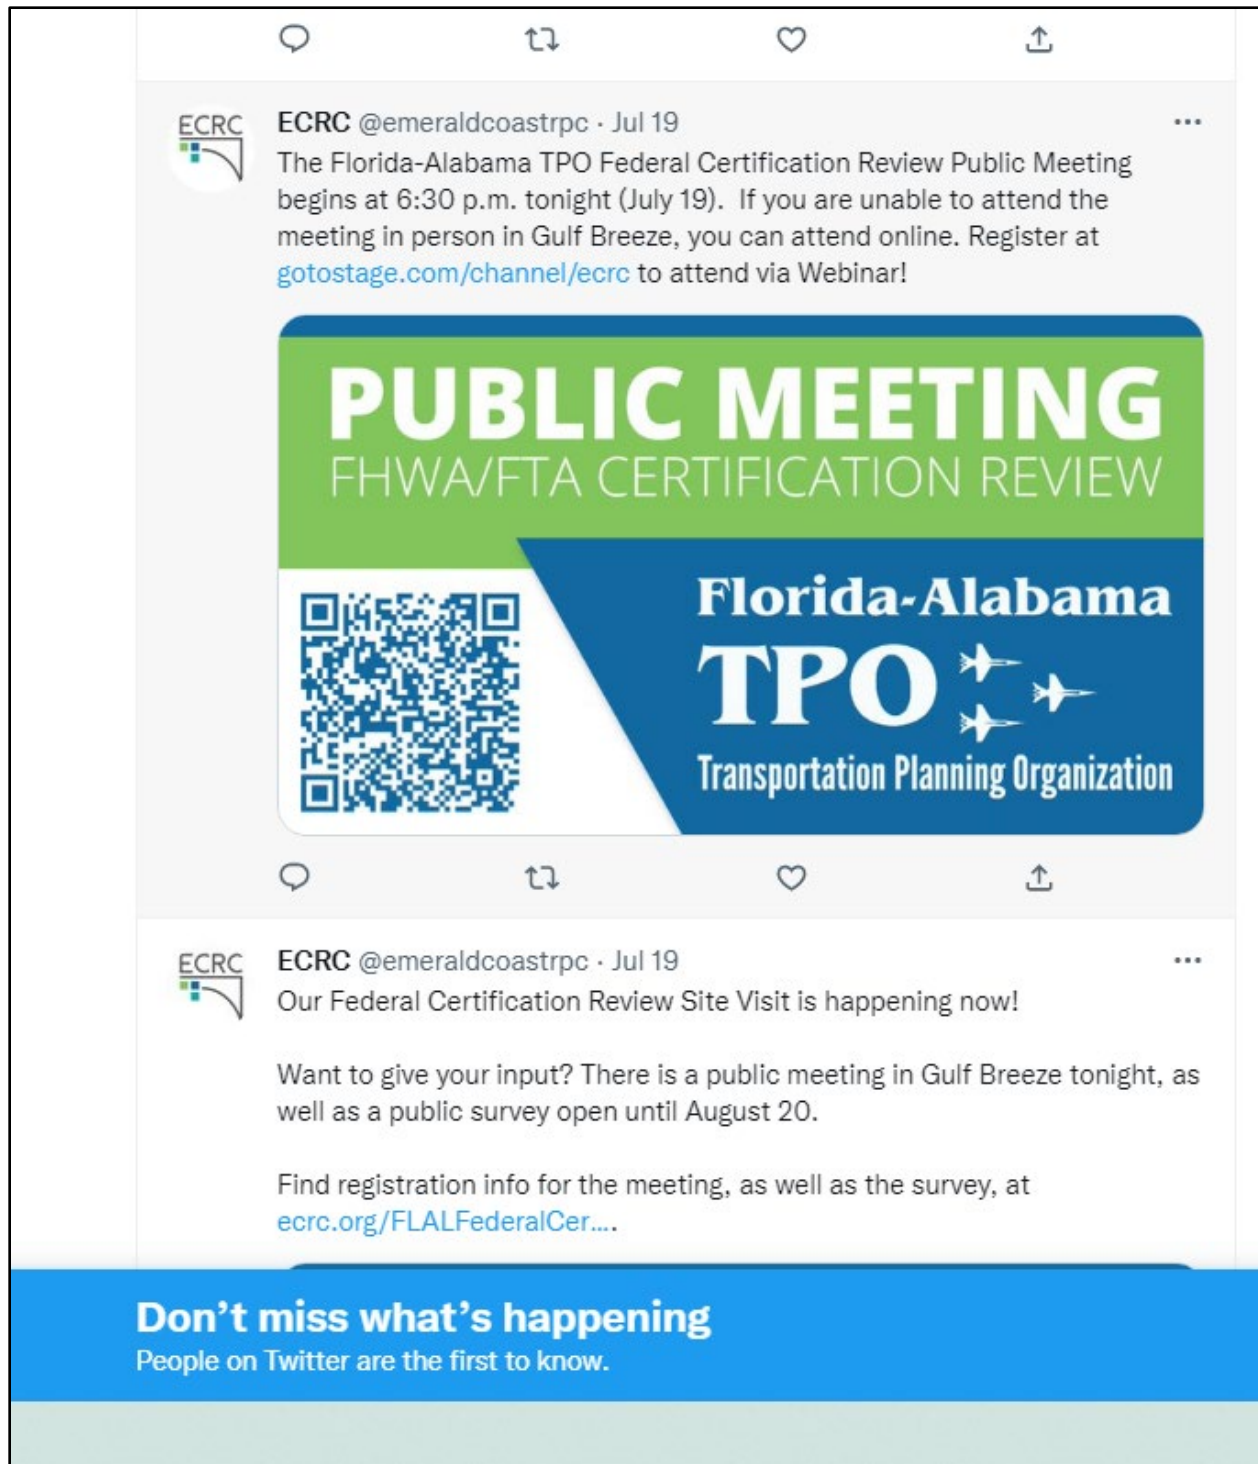 ECRC
ECRC @emeraldcoastrpc · Jul 19
The Florida-Alabama TPO Federal Certification Review Public Meeting
begins at 6:30 p.m. tonight (July 19).  If you are unable to attend the
meeting in person in Gulf Breeze, you can attend online. Register at
gotostage.com/channel/ecrc to attend via Webinar!
PUBLIC MEETING
FHWA/FTA CERTIFICATION REVIEW
Florida-Alabama
TPO
Transportation Planning Organization
ECRC
ECRC @emeraldcoastrpc · Jul 19
Our Federal Certification Review Site Visit is happening now!
Want to give your input? There is a public meeting in Gulf Breeze tonight, as
well as a public survey open until August 20.
Find registration info for the meeting, as well as the survey, at
ecrc.org/FLALFederalCer….
Don’t miss what’s happening
People on Twitter are the first to know.